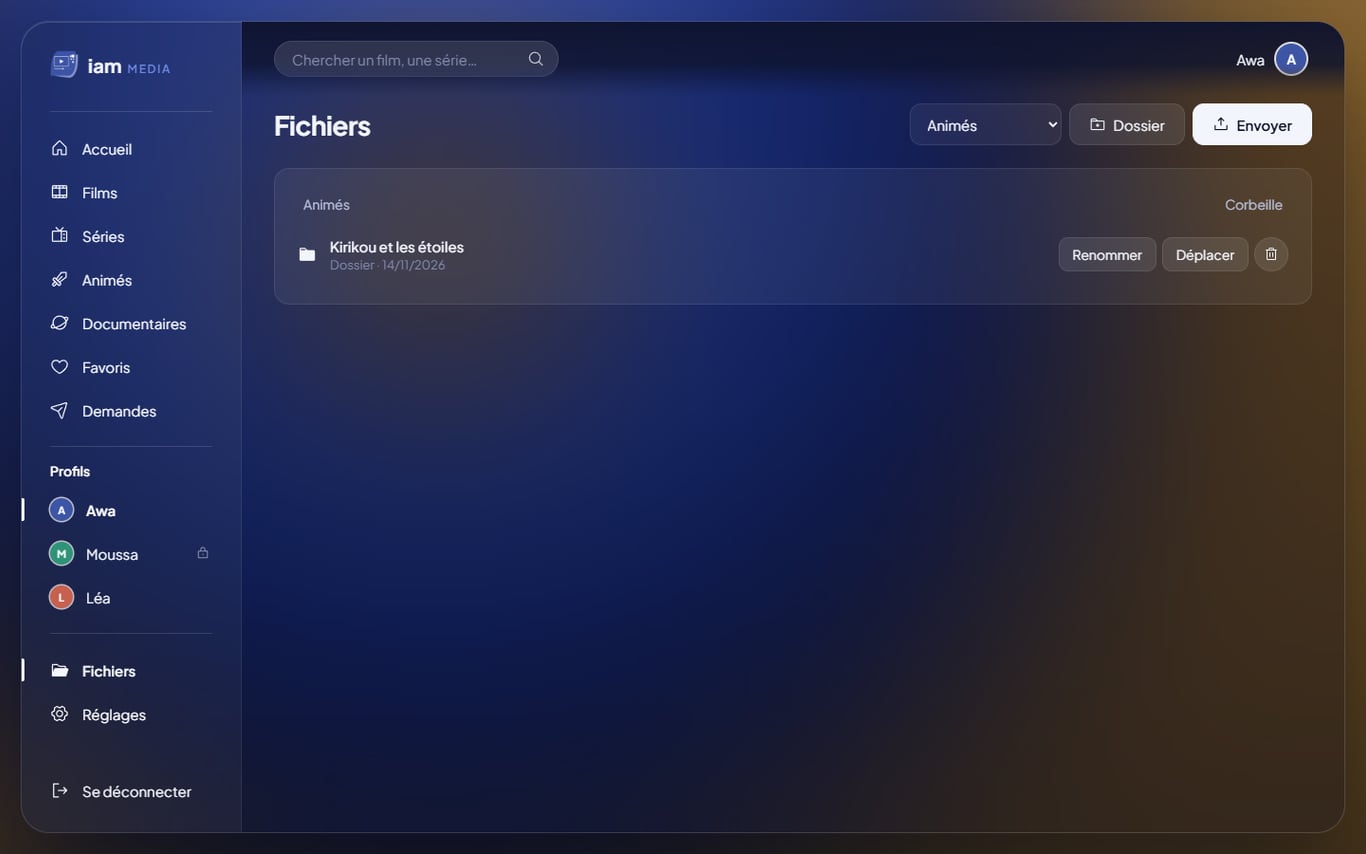 iam MEDIA
Chercher un film, une série…
Awa A
Accueil
Films
Séries
Animés
Documentaires
Favoris
Demandes
Profils
A Awa
M Moussa
L Léa
Fichiers
Réglages
Se déconnecter
Fichiers
Animés
Dossier
Envoyer
Animés
Corbeille
Kirikou et les étoiles
Dossier · 14/11/2026
Renommer
Déplacer